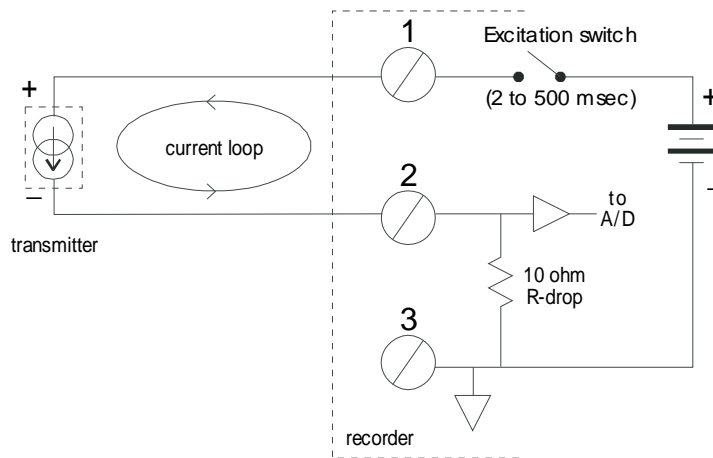 1
Excitation switch
(2 to 500 msec)
+
+
current loop
2
to
A/D
–
–
transmitter
10 ohm
R-drop
3
recorder